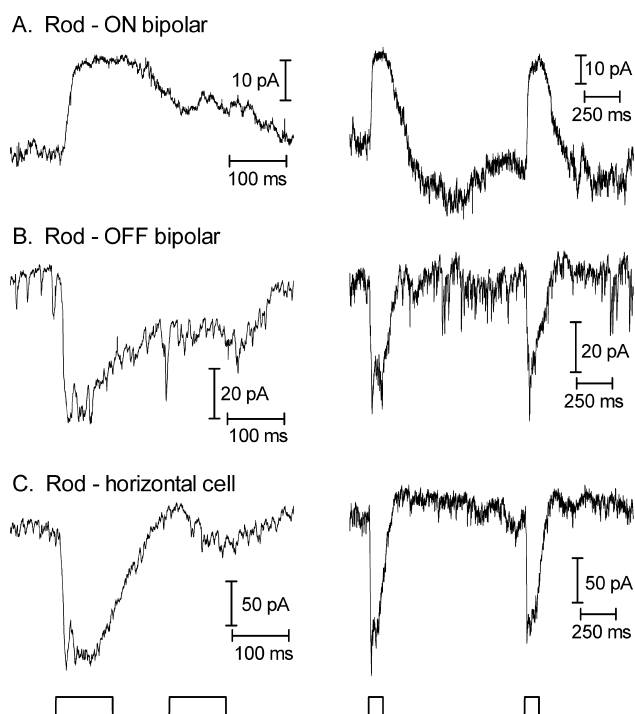 A. Rod - ON bipolar
10 pA
100 ms
10 pA
250 ms
B. Rod - OFF bipolar
20 pA
100 ms
20 pA
250 ms
C. Rod - horizontal cell
50 pA
100 ms
50 pA
250 ms